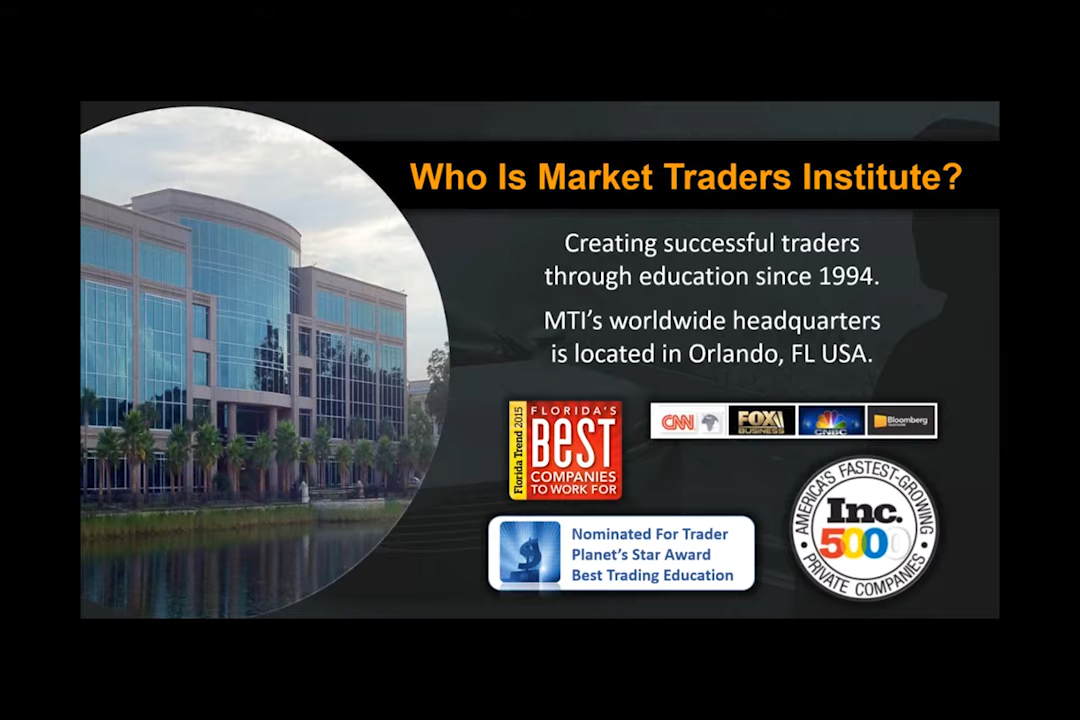 Who Is Market Traders Institute?
Creating successful traders
through education since 1994.
MTI's worldwide headquarters
is located in Orlando, FL USA.
Florida Trend 2015
FLORIDA'S
BeST
COMPANIES
TO WORK FOR
CNN
FOX
BUSINESS
CNBC
Bloomberg
Nominated For Trader
Planet's Star Award
Best Trading Education
AMERICA'S FASTEST-GROWING
Inc.
5000
PRIVATE COMPANIES